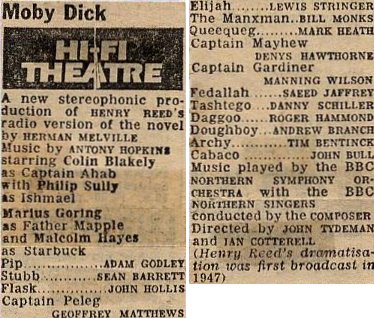 Moby Dick
HI-FI
THEATRE
A new stereophonic pro-
duction of HENRY REED'S
radio version of the novel
by HERMAN MELVILLE
Music by ANTONY HOPKINS
starring Colin Blakely
as Captain Ahab
with Philip Sully
as Ishmael
Marius Goring
as Father Mapple
and Malcolm Hayes
as Starbuck
Pip..............ADAM GODLEY
Stubb..........SEAN BARRETT
Flask............JOHN HOLLIS
Captain Peleg
GEOFFREY MATTHEWS
Elijah......LEWIS STRINGER
The Manxman.BILL MONKS
Queequeg........MARK HEATH
Captain Mayhew
DENYS HAWTHORNE
Captain Gardiner
MANNING WILSON
Fedallah......SAEED JAFFREY
Tashtego...DANNY SCHILLER
Daggoo.....ROGER HAMMOND
Doughboy..ANDREW BRANCH
Archy..............TIM BENTINCK
Cabaco..............JOHN BULL
Music played by the BBC
NORTHERN SYMPHONY OR-
CHESTRA with the BBC
NORTHERN SINGERS
conducted by the COMPOSER
Directed by JOHN TYDEMAN
and IAN COTTERELL
(Henry Reed's dramatisa-
tion was first broadcast in
1947)